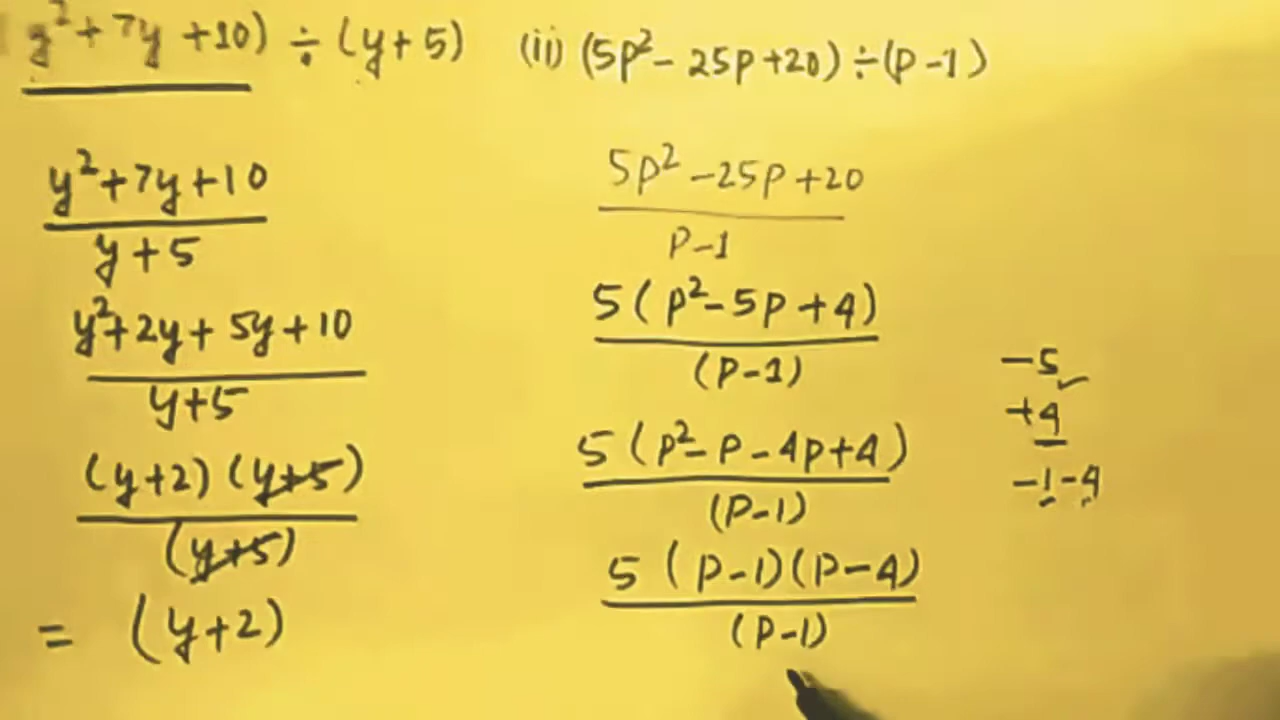 (y²+7y+10) ÷ (y+5)
y²+7y+10
y+5
y²+2y+5y+10
y+5
(y+2)(y+5)
(y+5)
= (y+2)
(ii) (5p²-25p+20)÷(p-1)
5p²-25p+20
p-1
5(p²-5p+4)
(p-1)
5(p²-p-4p+4)
(p-1)
5(p-1)(p-4)
(p-1)
-5
+4
-1-4